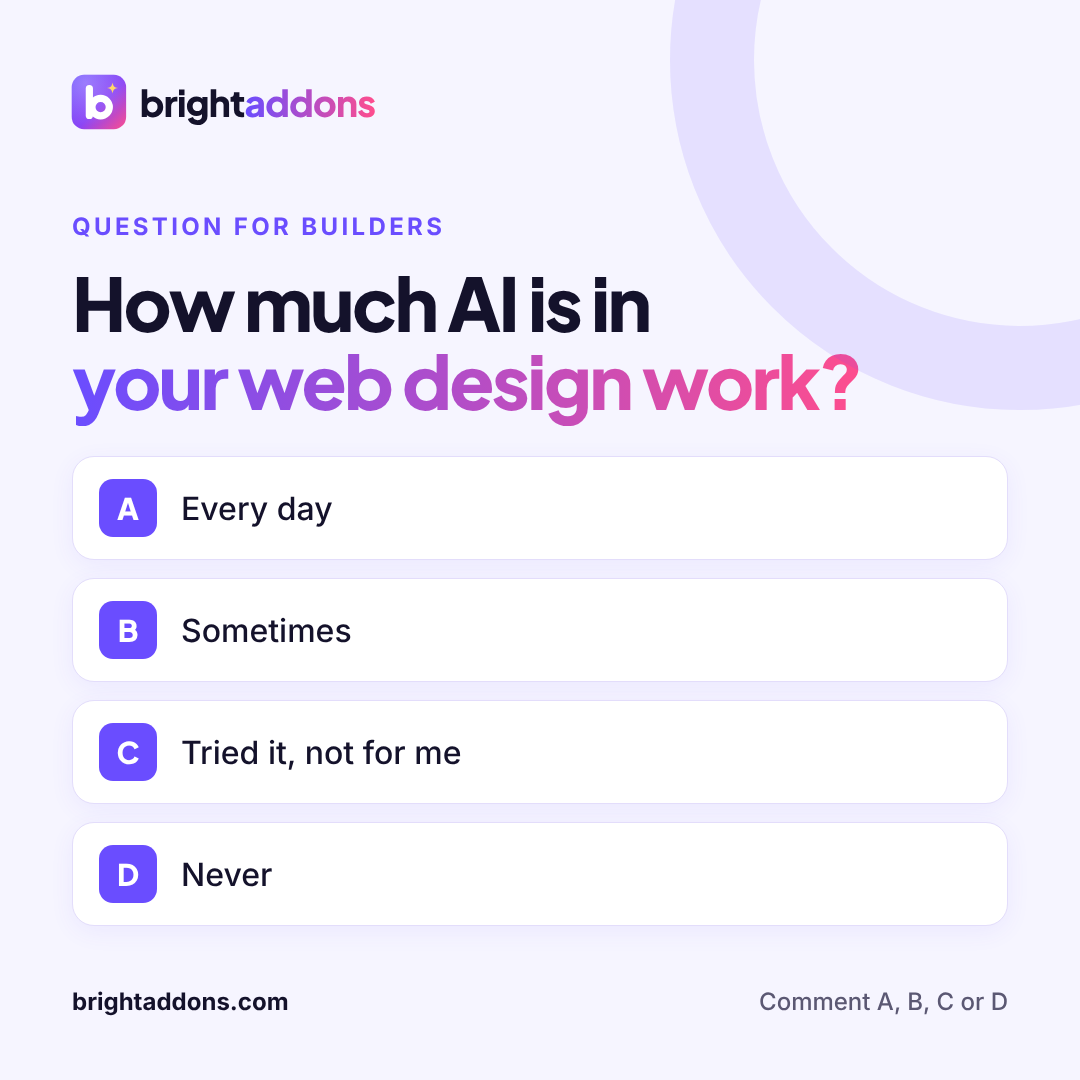 brightaddons
QUESTION FOR BUILDERS
How much AI is in
your web design work?
A Every day
B Sometimes
C Tried it, not for me
D Never
brightaddons.com
Comment A, B, C or D